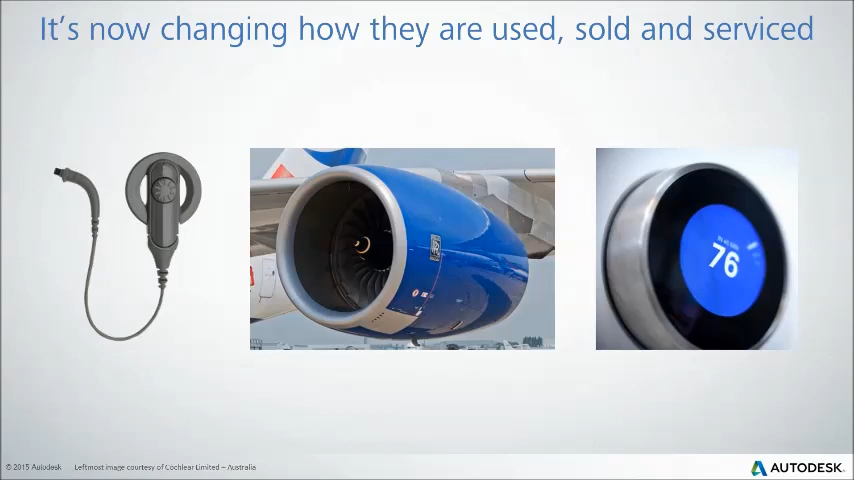 It's now changing how they are used, sold and serviced
76
© 2015 Autodesk Leftmost image courtesy of Cochlear Limited – Australia
AUTODESK.